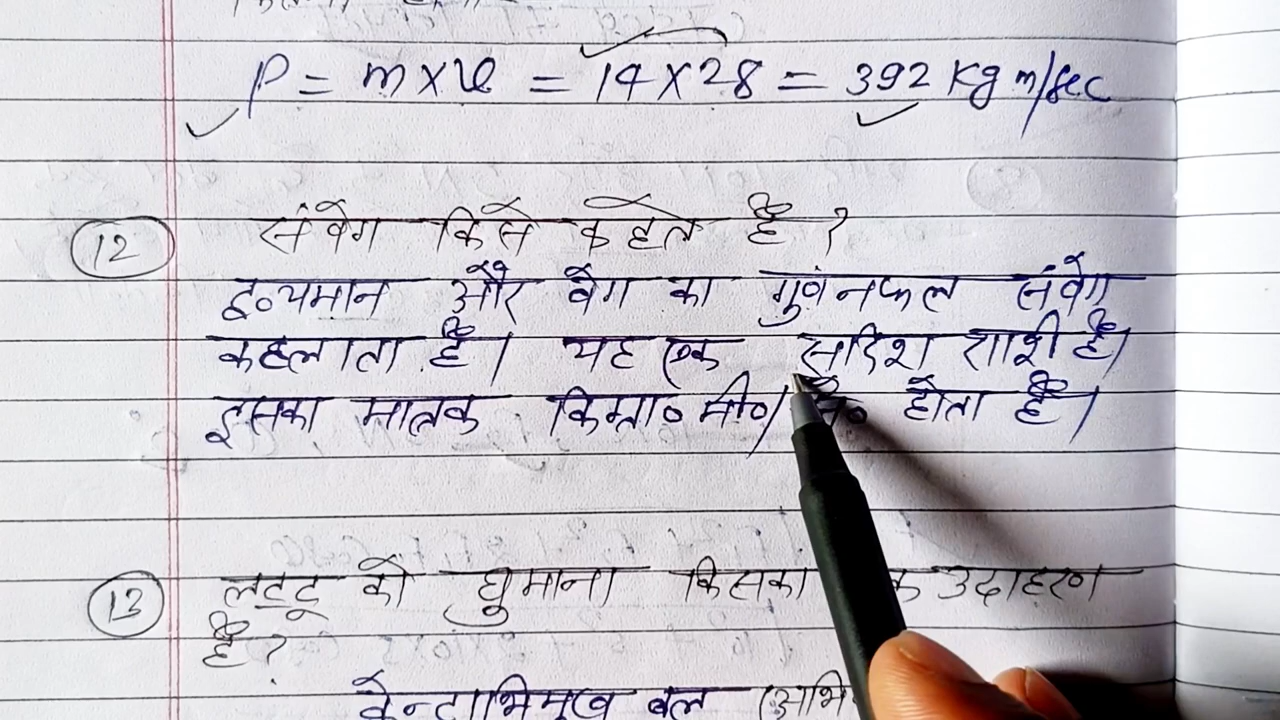 P = m×v = 14×28 = 392 Kg m/sec
12 संवेग किसे कहते है ?
द्रव्यमान और वेग का गुणनफल संवेग
कहलाता है। यह एक सदिश राशी है।
इसका मात्रक किग्रा० मी०/से० होता है।
13 लट्टू को घुमाना किसका उदाहरण
है ?
केन्द्राभिमुख बल (अभि